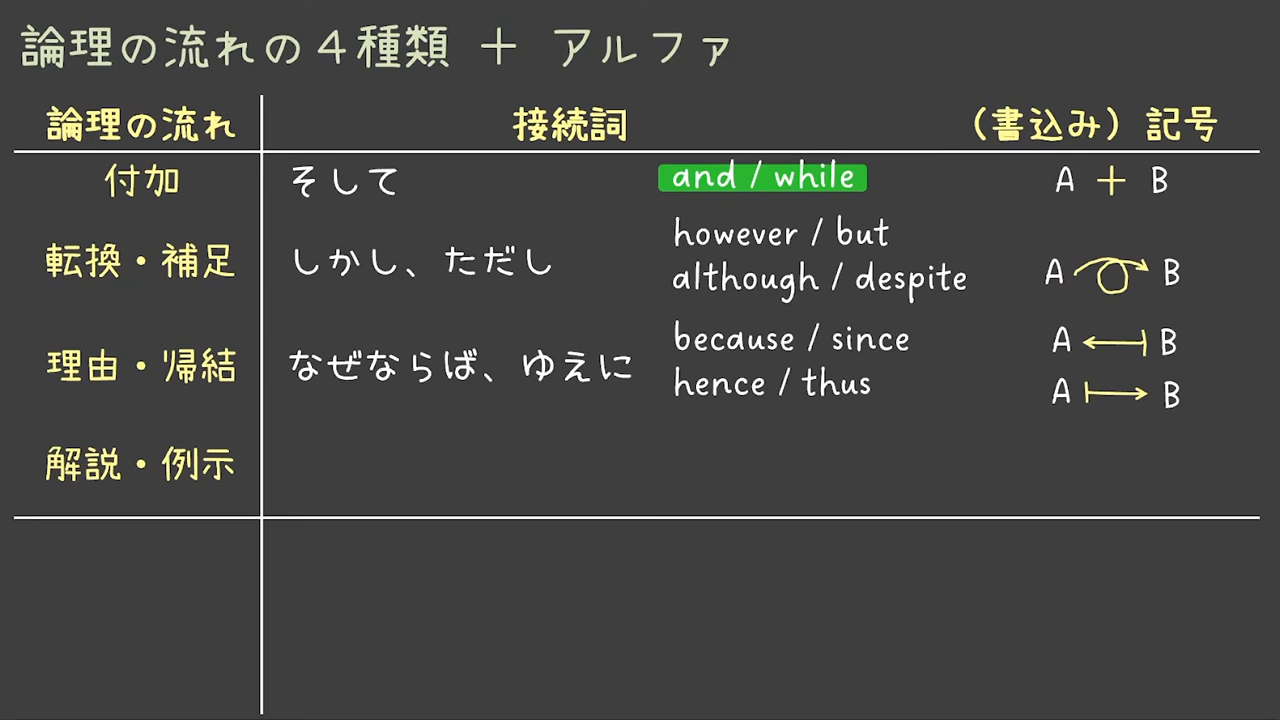 論理の流れの4種類 + アルファ
論理の流れ 接続詞 (書込み) 記号
付加 そして and / while A + B
転換・補足 しかし、ただし however / but
although / despite A B
理由・帰結 なぜならば、ゆえに because / since A ← B
hence / thus A → B
解説・例示